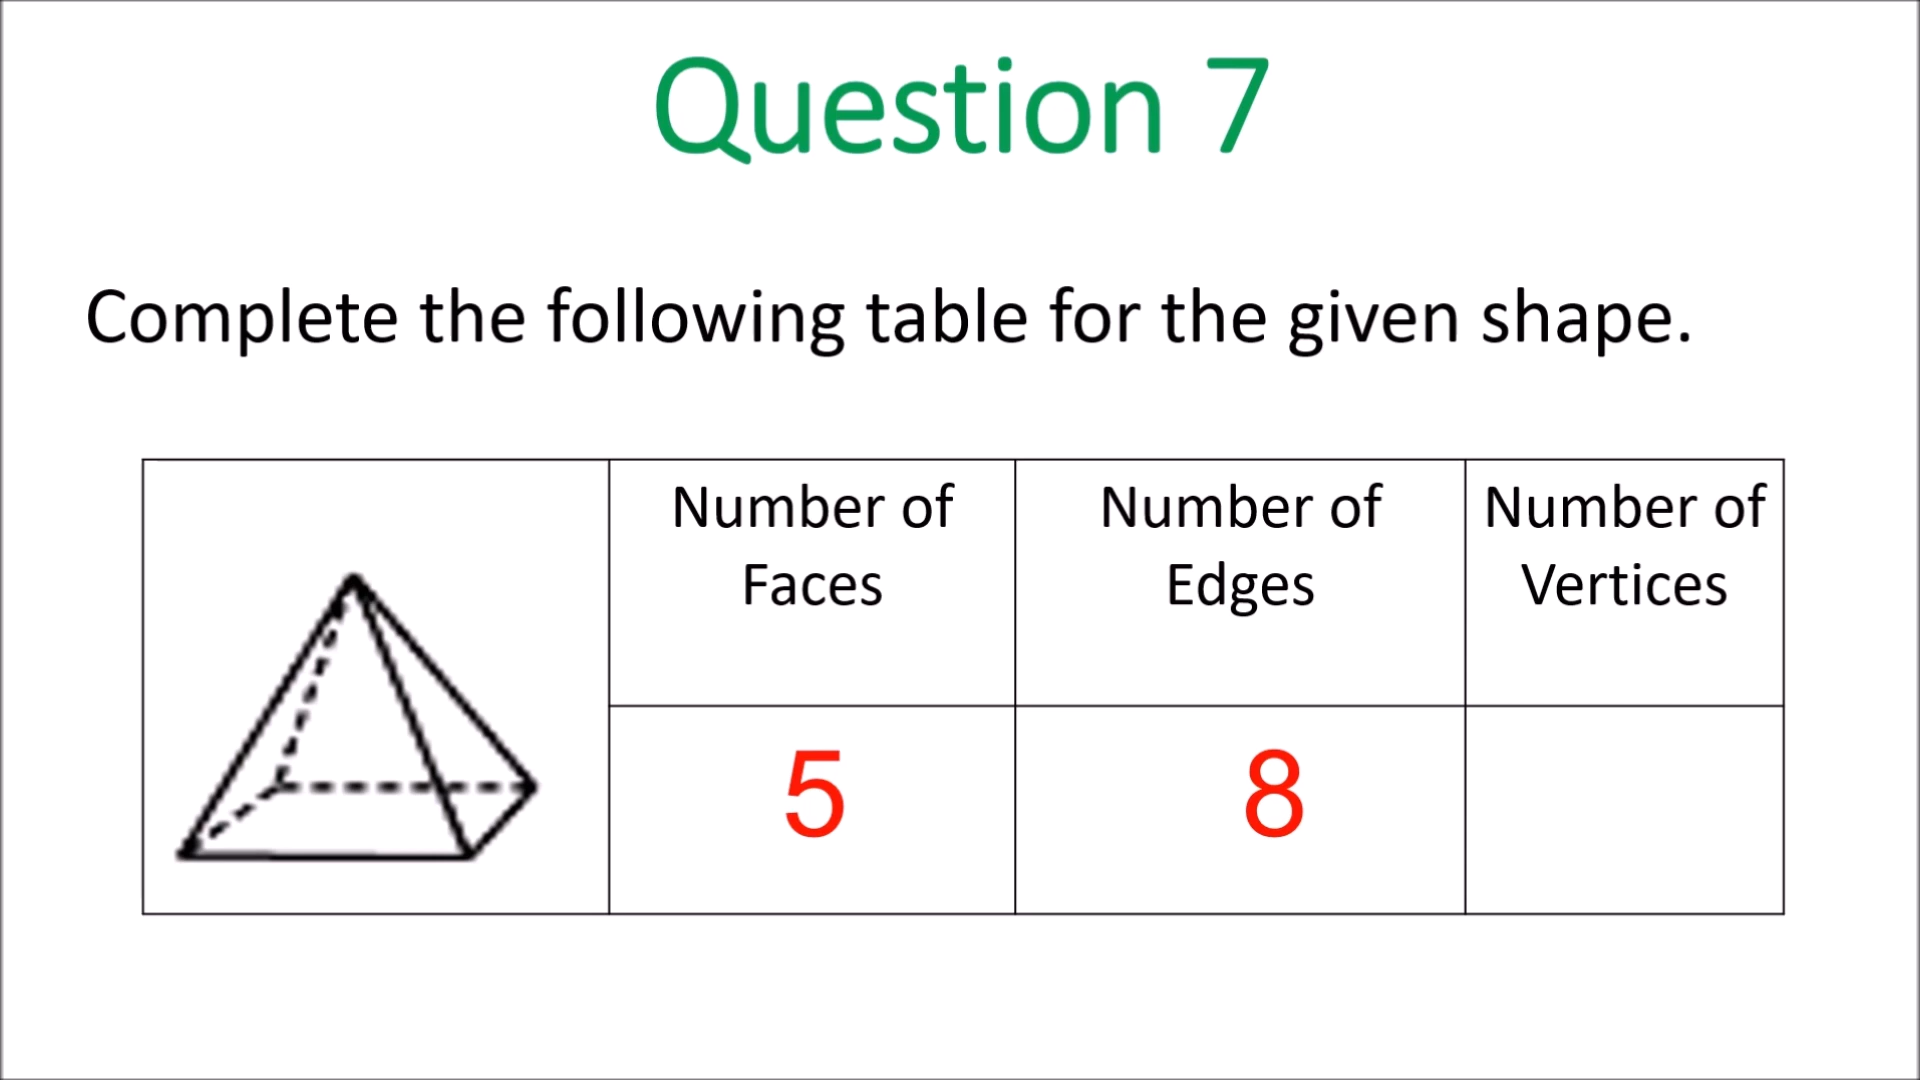 Question 7
Complete the following table for the given shape.
Number of
Faces
Number of
Edges
Number of
Vertices
5
8